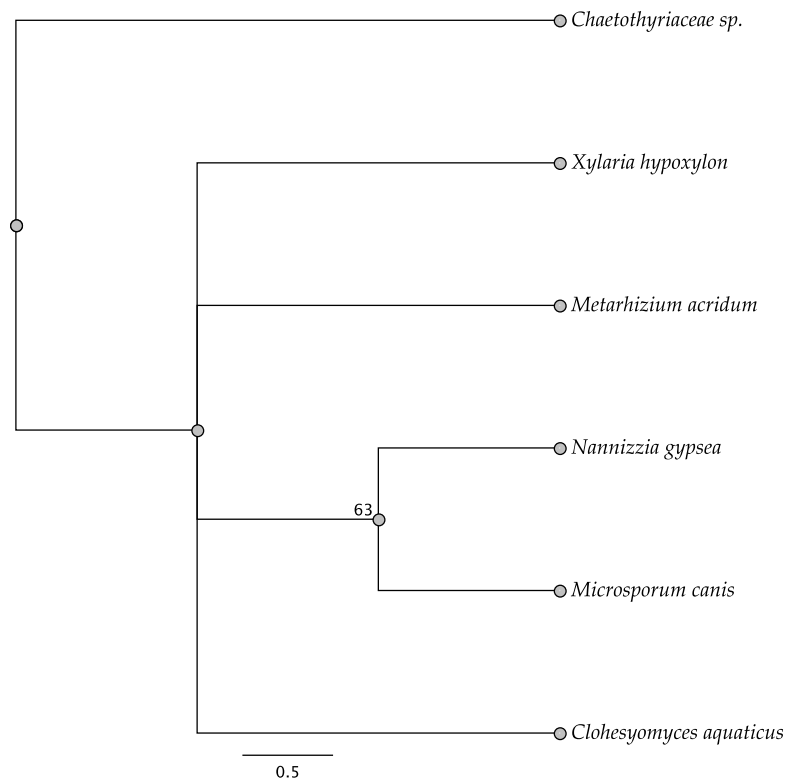 Chaetothyriaceae sp.
Xylaria hypoxylon
Metarhizium acridum
Nannizzia gypsea
63
Microsporum canis
Clohesyomyces aquaticus
0.5